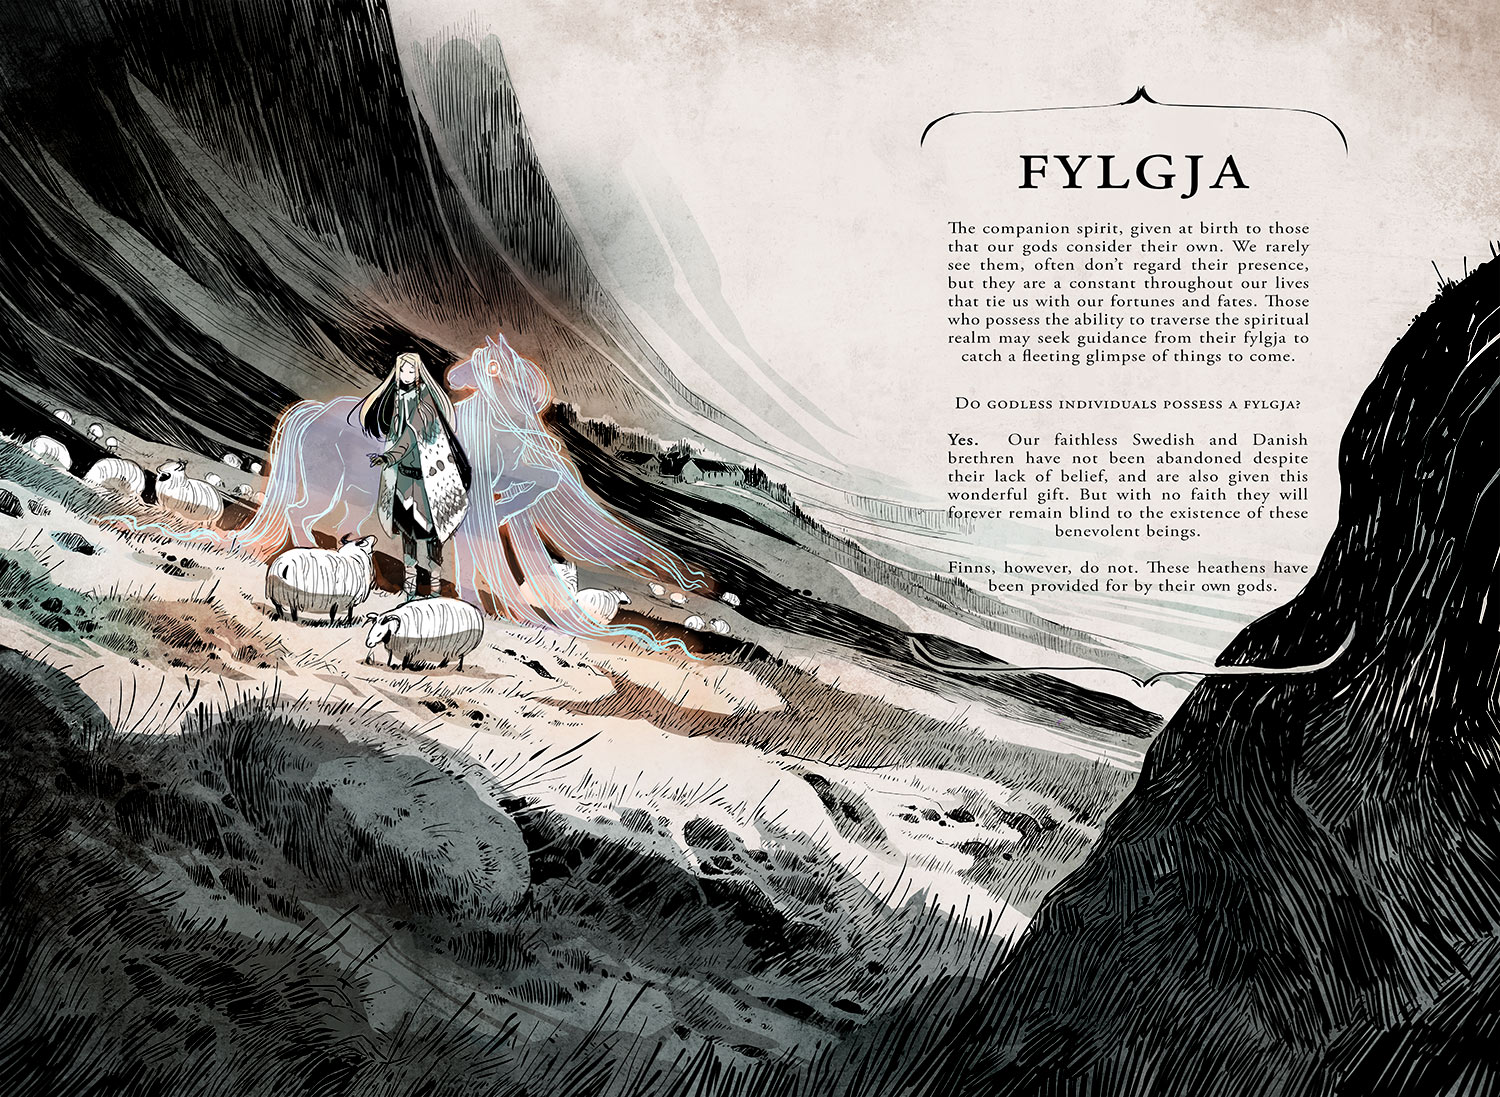 FYLGJA
The companion spirit, given at birth to those
that our gods consider their own. We rarely
see them, often don't regard their presence,
but they are a constant throughout our lives
that tie us with our fortunes and fates. Those
who possess the ability to traverse the spiritual
realm may seek guidance from their fylgja to
catch a fleeting glimpse of things to come.
Do godless individuals possess a fylgja?
Yes. Our faithless Swedish and Danish
brethren have not been abandoned despite
their lack of belief, and are also given this
wonderful gift. But with no faith they will
forever remain blind to the existence of these
benevolent beings.
Finns, however, do not. These heathens have
been provided for by their own gods.